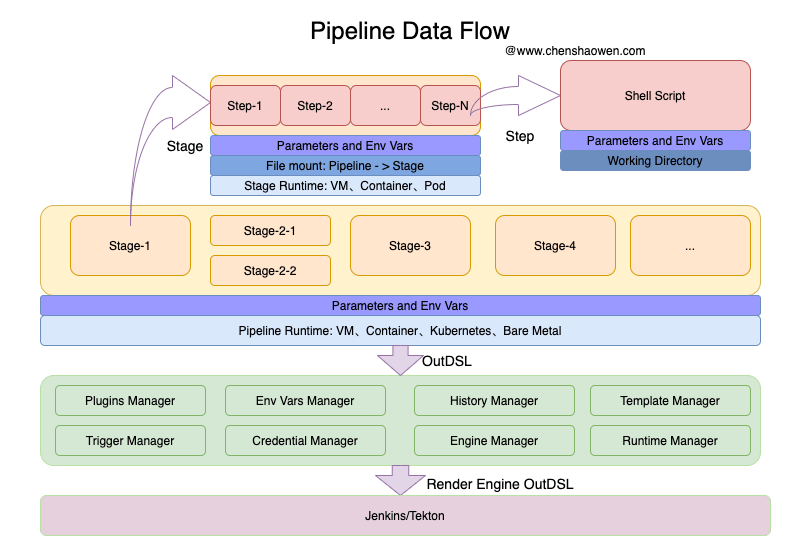 Pipeline Data Flow
@www.chenshaowen.com
Step-1
Step-2
...
Step-N
Shell Script
Stage
Step
Parameters and Env Vars
File mount: Pipeline - > Stage
Stage Runtime: VM、Container、Pod
Parameters and Env Vars
Working Directory
Stage-1
Stage-2-1
Stage-2-2
Stage-3
Stage-4
...
Parameters and Env Vars
Pipeline Runtime: VM、Container、Kubernetes、Bare Metal
OutDSL
Plugins Manager
Env Vars Manager
History Manager
Template Manager
Trigger Manager
Credential Manager
Engine Manager
Runtime Manager
Render Engine OutDSL
Jenkins/Tekton